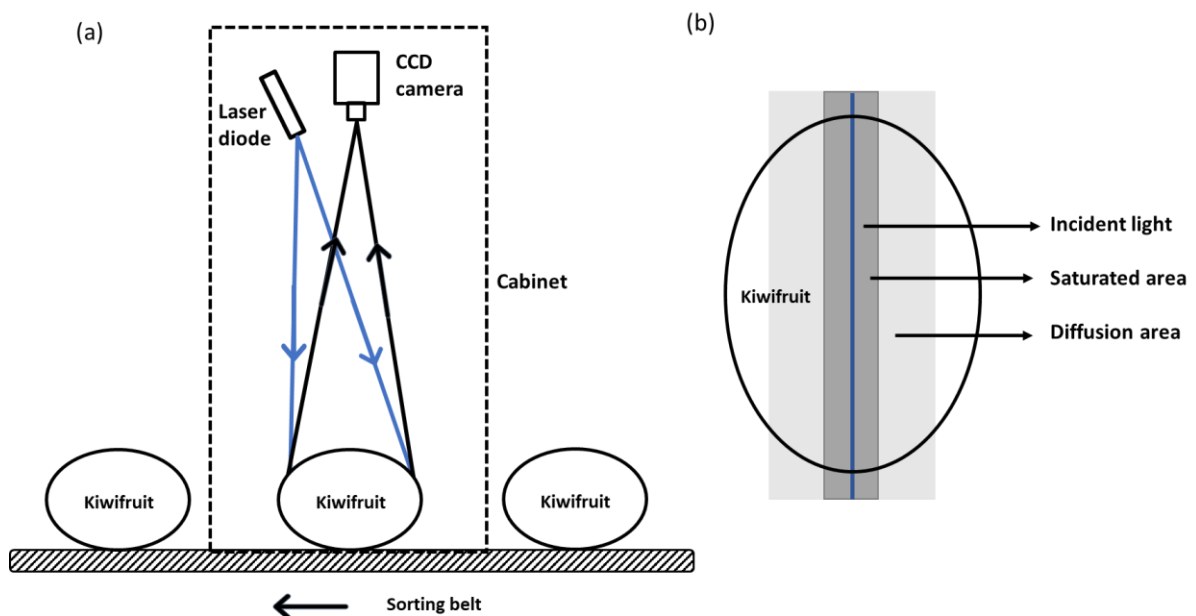 (a)
CCD
camera
Laser
diode
Cabinet
Kiwifruit
Kiwifruit
Kiwifruit
Sorting belt
(b)
Incident light
Saturated area
Kiwifruit
Diffusion area